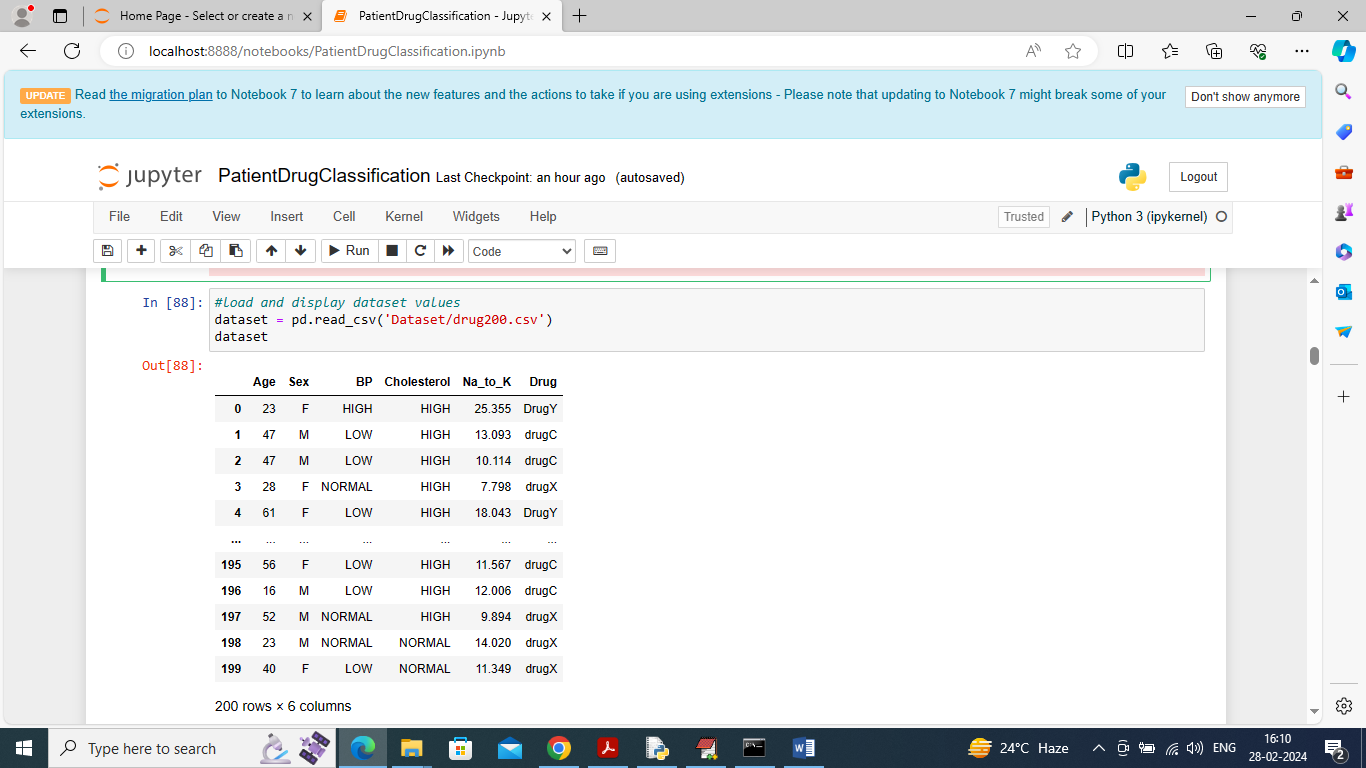 Home Page - Select or create a n
PatientDrugClassification - Jupyt
localhost:8888/notebooks/PatientDrugClassification.ipynb
UPDATE Read the migration plan to Notebook 7 to learn about the new features and the actions to take if you are using extensions - Please note that updating to Notebook 7 might break some of your
extensions.
Don't show anymore
jupyter PatientDrugClassification Last Checkpoint: an hour ago (autosaved)
Logout
File Edit View Insert Cell Kernel Widgets Help
Trusted Python 3 (ipykernel)
Run Code
In [88]: #load and display dataset values
dataset = pd.read_csv('Dataset/drug200.csv')
dataset
Out[88]:
Age Sex BP Cholesterol Na_to_K Drug
0 23 F HIGH HIGH 25.355 DrugY
1 47 M LOW HIGH 13.093 drugC
2 47 M LOW HIGH 10.114 drugC
3 28 F NORMAL HIGH 7.798 drugX
4 61 F LOW HIGH 18.043 DrugY
... ... ... ... ... ... ...
195 56 F LOW HIGH 11.567 drugC
196 16 M LOW HIGH 12.006 drugC
197 52 M NORMAL HIGH 9.894 drugX
198 23 M NORMAL NORMAL 14.020 drugX
199 40 F LOW NORMAL 11.349 drugX
200 rows × 6 columns
Type here to search
24°C Haze
ENG
16:10
28-02-2024
2